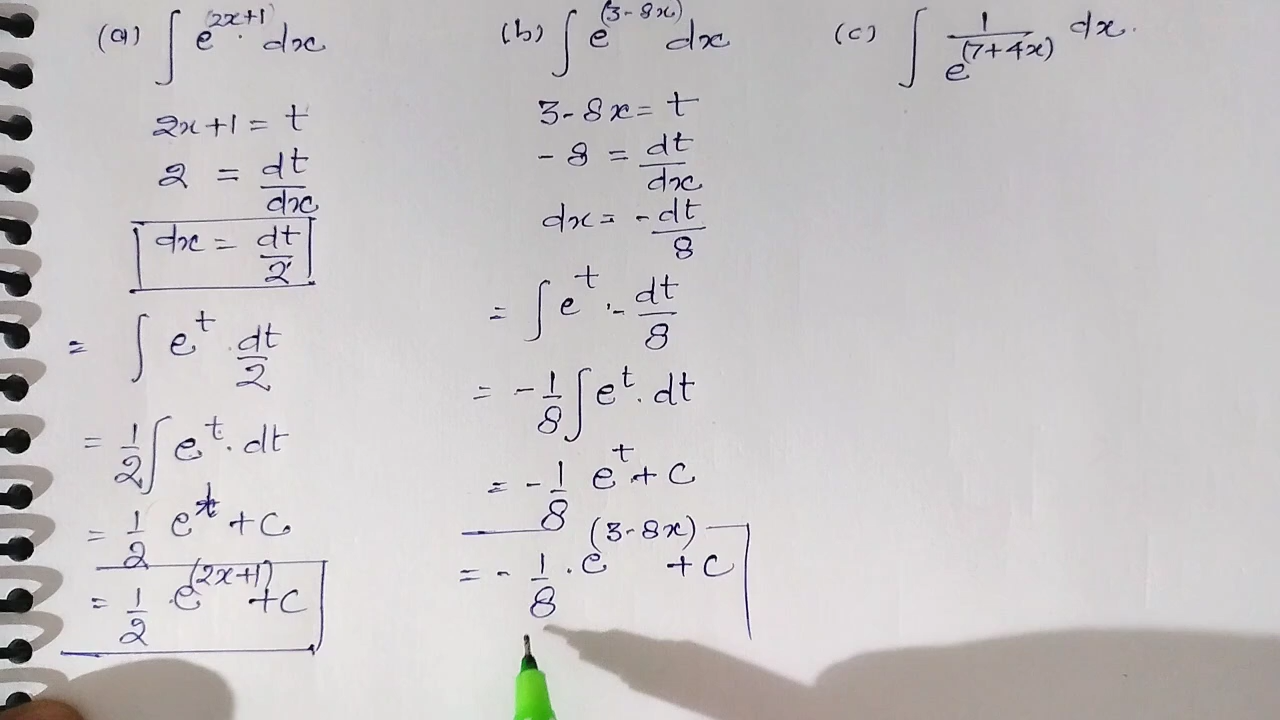 (a) ∫ e^(2x+1) dx
2x+1 = t
2 = dt/dx
dx = dt/2
= ∫ e^t . dt/2
= 1/2 ∫ e^t . dt
= 1/2 e^t + c
= 1/2 . e^(2x+1) + c
(b) ∫ e^(3-8x) dx
3-8x = t
-8 = dt/dx
dx = -dt/8
= ∫ e^t . -dt/8
= -1/8 ∫ e^t . dt
= -1/8 e^t + c
= -1/8 . e^(3-8x) + c
(c) ∫ 1/e^(7+4x) dx.